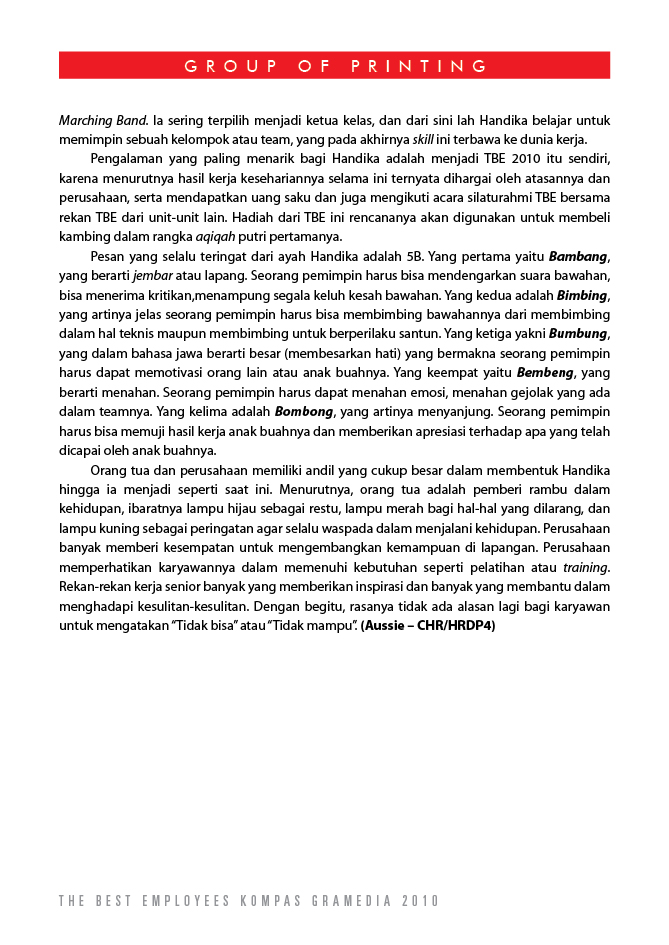 GROUP OF PRINTING
Marching Band. Ia sering terpilih menjadi ketua kelas, dan dari sini lah Handika belajar untuk
memimpin sebuah kelompok atau team, yang pada akhirnya skill ini terbawa ke dunia kerja.
Pengalaman yang paling menarik bagi Handika adalah menjadi TBE 2010 itu sendiri,
karena menurutnya hasil kerja kesehariannya selama ini ternyata dihargai oleh atasannya dan
perusahaan, serta mendapatkan uang saku dan juga mengikuti acara silaturahmi TBE bersama
rekan TBE dari unit-unit lain. Hadiah dari TBE ini rencananya akan digunakan untuk membeli
kambing dalam rangka aqiqah putri pertamanya.
Pesan yang selalu teringat dari ayah Handika adalah 5B. Yang pertama yaitu Bambang,
yang berarti jembar atau lapang. Seorang pemimpin harus bisa mendengarkan suara bawahan,
bisa menerima kritikan,menampung segala keluh kesah bawahan. Yang kedua adalah Bimbing,
yang artinya jelas seorang pemimpin harus bisa membimbing bawahannya dari membimbing
dalam hal teknis maupun membimbing untuk berperilaku santun. Yang ketiga yakni Bumbung,
yang dalam bahasa jawa berarti besar (membesarkan hati) yang bermakna seorang pemimpin
harus dapat memotivasi orang lain atau anak buahnya. Yang keempat yaitu Bembeng, yang
berarti menahan. Seorang pemimpin harus dapat menahan emosi, menahan gejolak yang ada
dalam teamnya. Yang kelima adalah Bombong, yang artinya menyanjung. Seorang pemimpin
harus bisa memuji hasil kerja anak buahnya dan memberikan apresiasi terhadap apa yang telah
dicapai oleh anak buahnya.
Orang tua dan perusahaan memiliki andil yang cukup besar dalam membentuk Handika
hingga ia menjadi seperti saat ini. Menurutnya, orang tua adalah pemberi rambu dalam
kehidupan, ibaratnya lampu hijau sebagai restu, lampu merah bagi hal-hal yang dilarang, dan
lampu kuning sebagai peringatan agar selalu waspada dalam menjalani kehidupan. Perusahaan
banyak memberi kesempatan untuk mengembangkan kemampuan di lapangan. Perusahaan
memperhatikan karyawannya dalam memenuhi kebutuhan seperti pelatihan atau training.
Rekan-rekan kerja senior banyak yang memberikan inspirasi dan banyak yang membantu dalam
menghadapi kesulitan-kesulitan. Dengan begitu, rasanya tidak ada alasan lagi bagi karyawan
untuk mengatakan “Tidak bisa” atau “Tidak mampu”. (Aussie – CHR/HRDP4)
THE BEST EMPLOYEES KOMPAS GRAMEDIA 2010